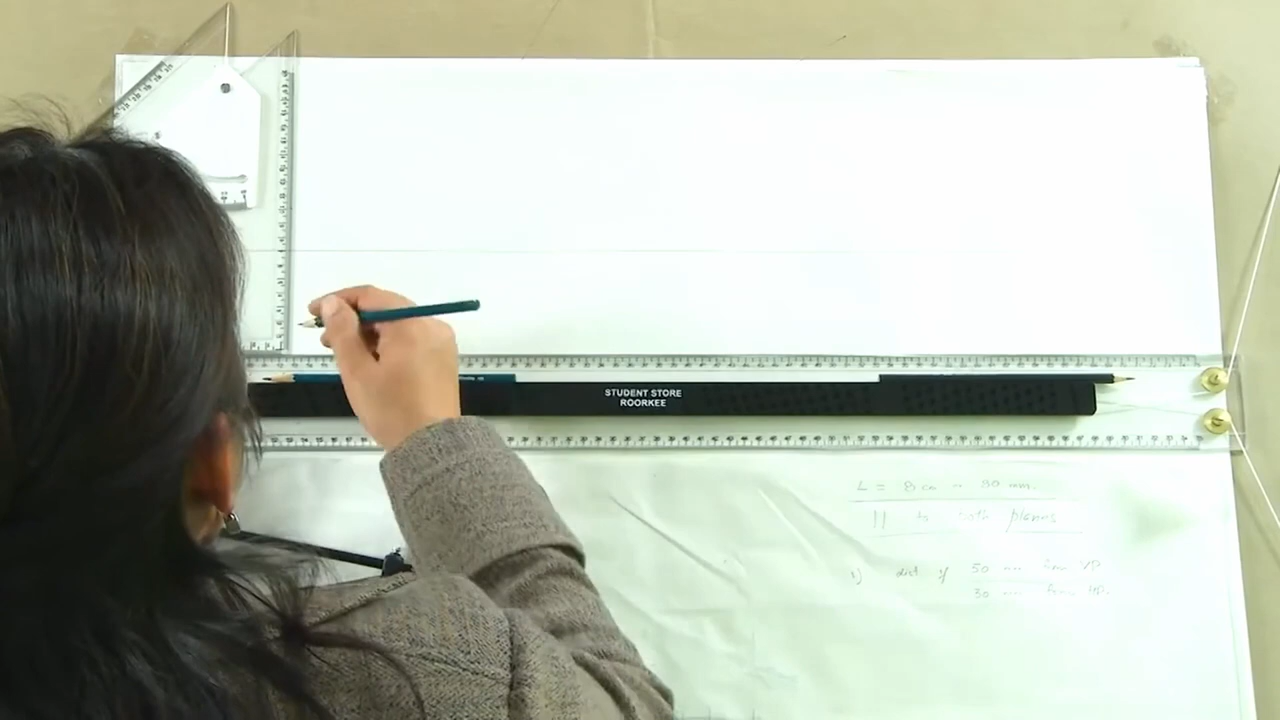 STUDENT STORE
ROORKEE
L = 8 cm 80 mm.
|| to both planes
1) dist of 50 mm from VP
30 mm from HP.